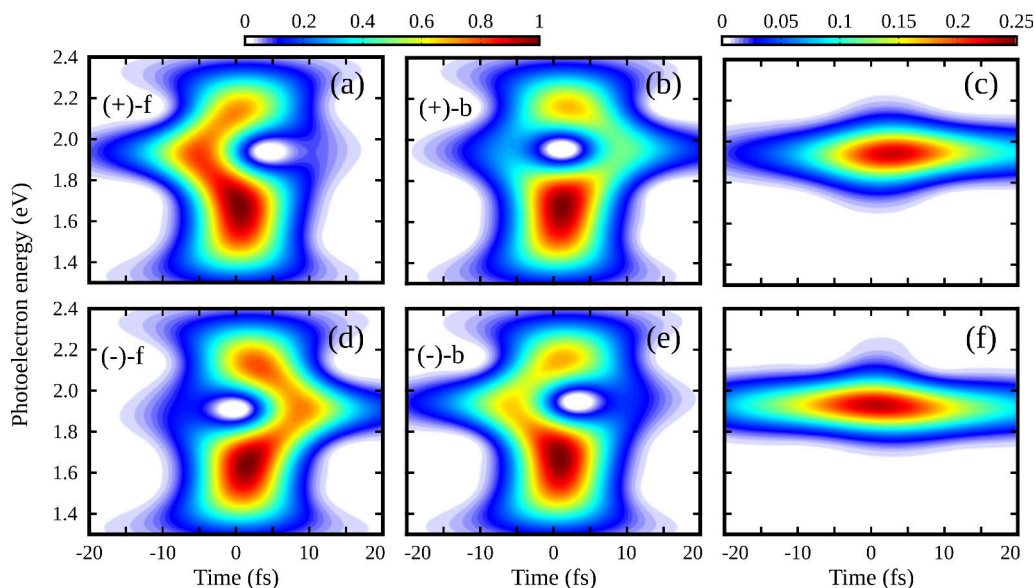 0 0.2 0.4 0.6 0.8 1 0 0.05 0.1 0.15 0.2 0.25
(a) (b) (c)
(+)-f (+)-b
2.4
2.2
2.0
1.8
1.6
1.4
Photoelectron energy (eV)
(d) (e) (f)
(-)-f (-)-b
2.4
2.2
2.0
1.8
1.6
1.4
-20 -10 0 10 20 -10 0 10 20 -20 -10 0 10 20
Time (fs) Time (fs) Time (fs)